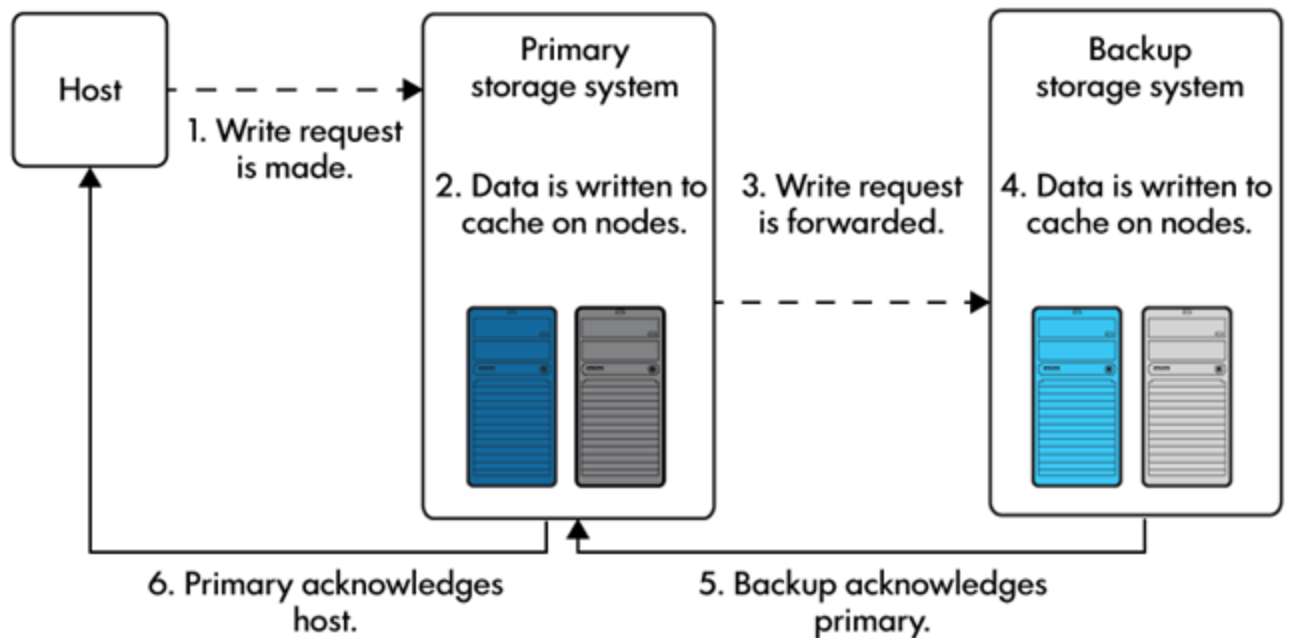 Host
1. Write request
is made.
Primary
storage system
2. Data is written to
cache on nodes.
3. Write request
is forwarded.
Backup
storage system
4. Data is written to
cache on nodes.
5. Backup acknowledges
primary.
6. Primary acknowledges
host.